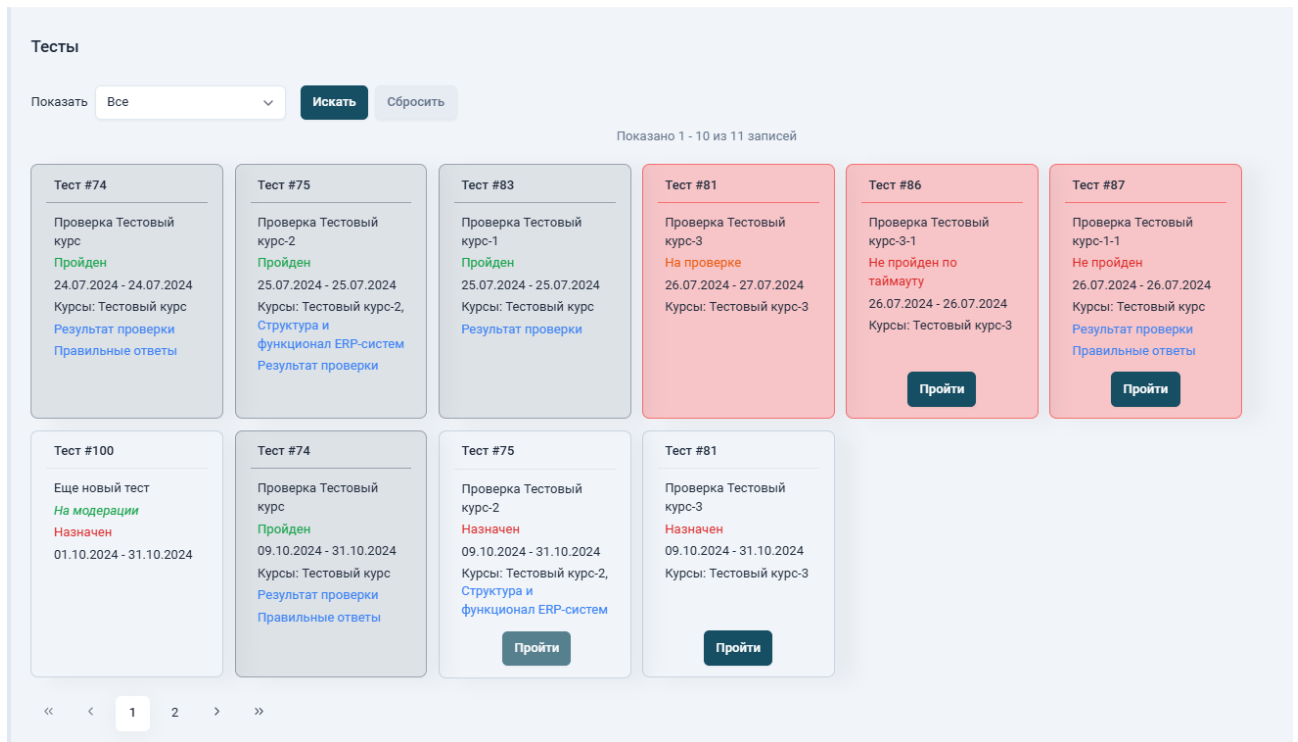 Тесты
Показать Все Искать Сбросить
Показано 1 - 10 из 11 записей
Тест #74
Проверка Тестовый
курс
Пройден
24.07.2024 - 24.07.2024
Курсы: Тестовый курс
Результат проверки
Правильные ответы
Тест #75
Проверка Тестовый
курс-2
Пройден
25.07.2024 - 25.07.2024
Курсы: Тестовый курс-2,
Структура и
функционал ERP-систем
Результат проверки
Тест #83
Проверка Тестовый
курс-1
Пройден
25.07.2024 - 25.07.2024
Курсы: Тестовый курс
Результат проверки
Тест #81
Проверка Тестовый
курс-3
На проверке
26.07.2024 - 27.07.2024
Курсы: Тестовый курс-3
Тест #86
Проверка Тестовый
курс-3-1
Не пройден по
таймауту
26.07.2024 - 26.07.2024
Курсы: Тестовый курс-3
Пройти
Тест #87
Проверка Тестовый
курс-1-1
Не пройден
26.07.2024 - 26.07.2024
Курсы: Тестовый курс
Результат проверки
Правильные ответы
Пройти
Тест #100
Еще новый тест
На модерации
Назначен
01.10.2024 - 31.10.2024
Тест #74
Проверка Тестовый
курс
Пройден
09.10.2024 - 31.10.2024
Курсы: Тестовый курс
Результат проверки
Правильные ответы
Тест #75
Проверка Тестовый
курс-2
Назначен
09.10.2024 - 31.10.2024
Курсы: Тестовый курс-2,
Структура и
функционал ERP-систем
Пройти
Тест #81
Проверка Тестовый
курс-3
Назначен
09.10.2024 - 31.10.2024
Курсы: Тестовый курс-3
Пройти
« ‹ 1 2 › »